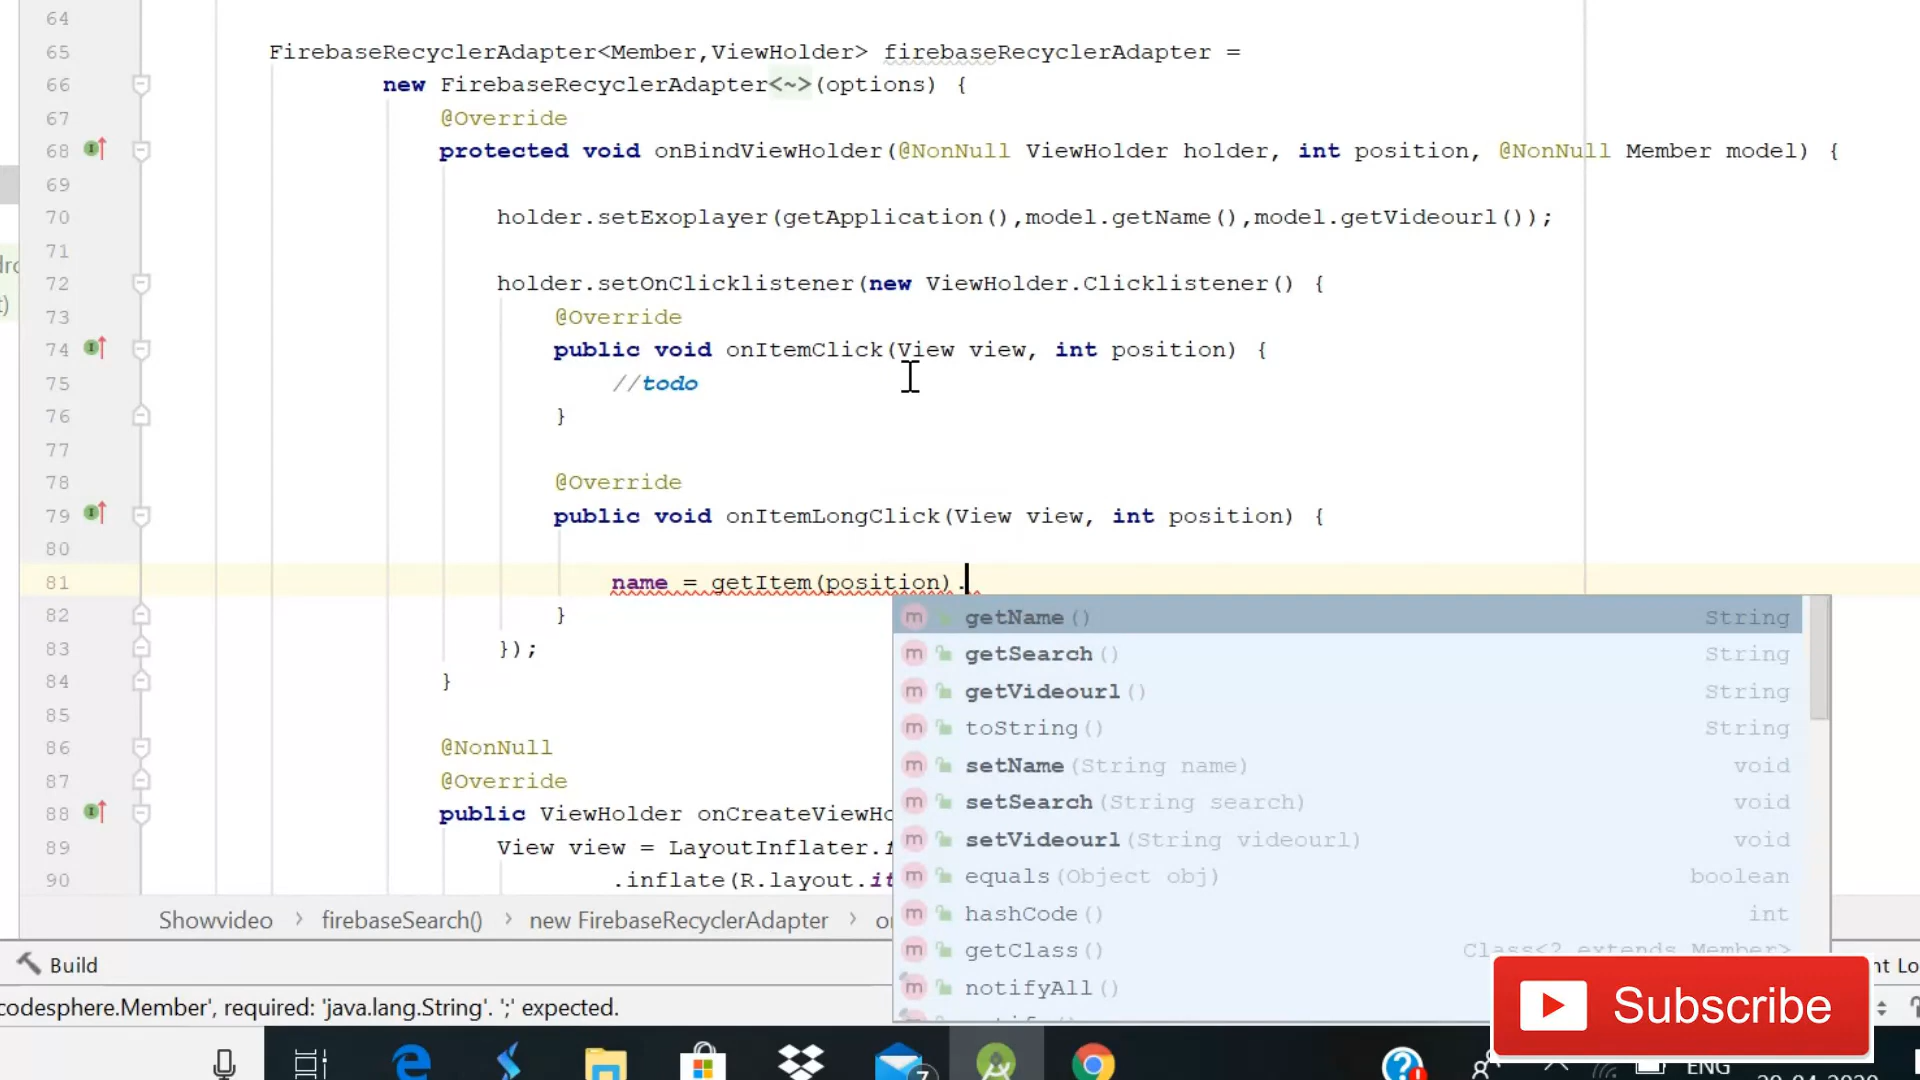 64
65 FirebaseRecyclerAdapter<Member,ViewHolder> firebaseRecyclerAdapter =
66 new FirebaseRecyclerAdapter<~>(options) {
67 @Override
68 protected void onBindViewHolder(@NonNull ViewHolder holder, int position, @NonNull Member model) {
69
70 holder.setExoplayer(getApplication(),model.getName(),model.getVideourl());
71
72 holder.setOnClicklistener(new ViewHolder.Clicklistener() {
73 @Override
74 public void onItemClick(View view, int position) {
75 //todo
76 }
77
78 @Override
79 public void onItemLongClick(View view, int position) {
80
81 name = getItem(position).
82 }
83 });
84 }
85
86 @NonNull
87 @Override
88 public ViewHolder onCreateViewHo
89 View view = LayoutInflater.
90 .inflate(R.layout.it
getName() String
getSearch() String
getVideourl() String
toString() String
setName(String name) void
setSearch(String search) void
setVideourl(String videourl) void
equals(Object obj) boolean
hashCode() int
getClass() Class<? extends Member>
notifyAll()
Showvideo > firebaseSearch() > new FirebaseRecyclerAdapter >
Build
codesphere.Member', required: 'java.lang.String'. ';' expected.
Subscribe
7
ENG